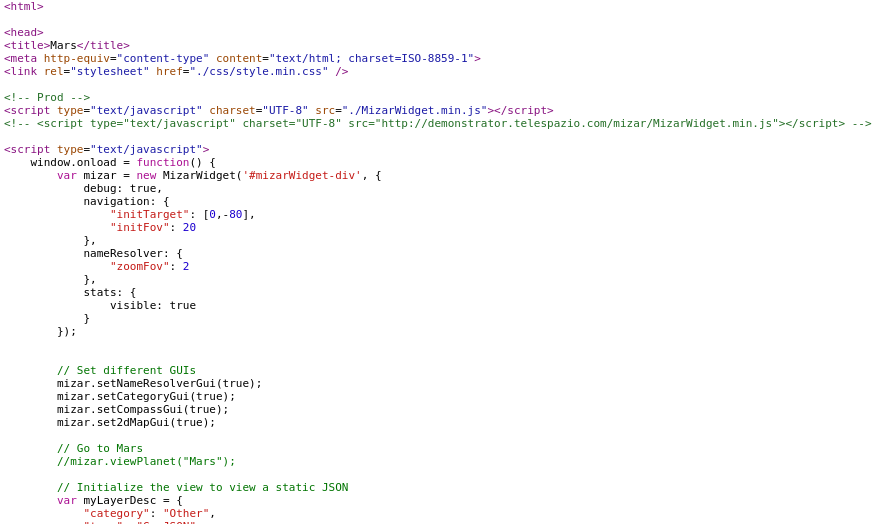 <html>
<head>
<title>Mars</title>
<meta http-equiv="content-type" content="text/html; charset=ISO-8859-1">
<link rel="stylesheet" href="./css/style.min.css" />
<!-- Prod -->
<script type="text/javascript" charset="UTF-8" src="./MizarWidget.min.js"></script>
<!-- <script type="text/javascript" charset="UTF-8" src="http://demonstrator.telespazio.com/mizar/MizarWidget.min.js"></script> -->
<script type="text/javascript">
window.onload = function() {
var mizar = new MizarWidget('#mizarWidget-div', {
debug: true,
navigation: {
"initTarget": [0,-80],
"initFov": 20
},
nameResolver: {
"zoomFov": 2
},
stats: {
visible: true
}
});
// Set different GUIs
mizar.setNameResolverGui(true);
mizar.setCategoryGui(true);
mizar.setCompassGui(true);
mizar.set2dMapGui(true);
// Go to Mars
//mizar.viewPlanet("Mars");
// Initialize the view to view a static JSON
var myLayerDesc = {
"category": "Other",